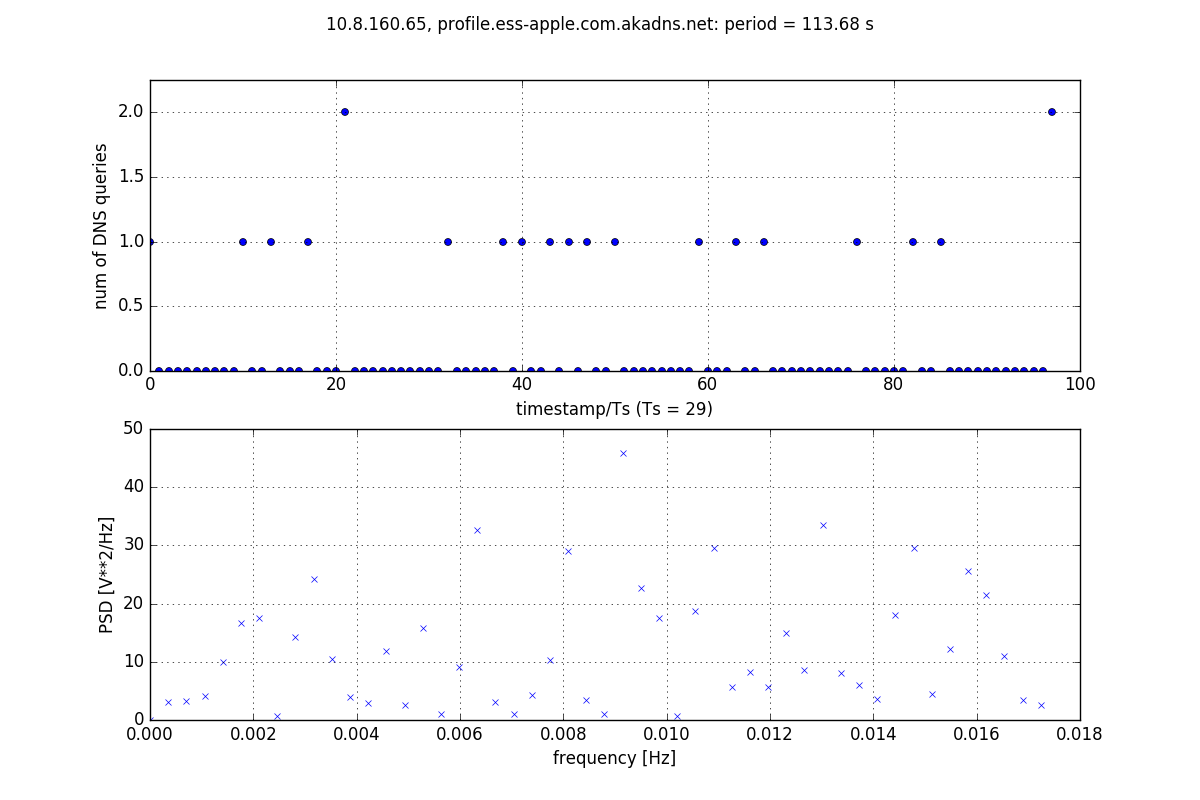 10.8.160.65, profile.ess-apple.com.akadns.net: period = 113.68 s
2.0
1.5
1.0
0.5
0.0
num of DNS queries
0 20 40 60 80 100
timestamp/Ts (Ts = 29)
50
40
30
20
10
0
PSD [V**2/Hz]
0.000 0.002 0.004 0.006 0.008 0.010 0.012 0.014 0.016 0.018
frequency [Hz]